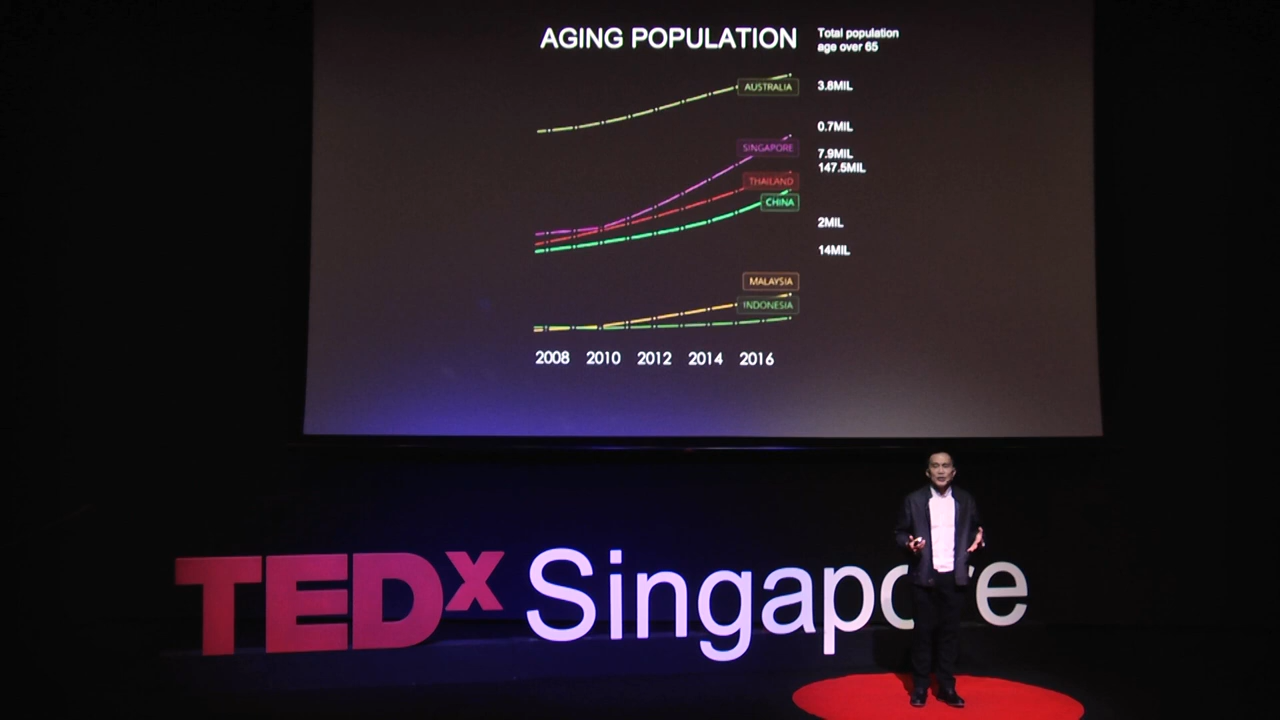 AGING POPULATION
Total population
age over 65
AUSTRALIA
3.8MIL
0.7MIL
SINGAPORE
7.9MIL
147.5MIL
THAILAND
CHINA
2MIL
14MIL
MALAYSIA
INDONESIA
2008 2010 2012 2014 2016
TEDx Singapore